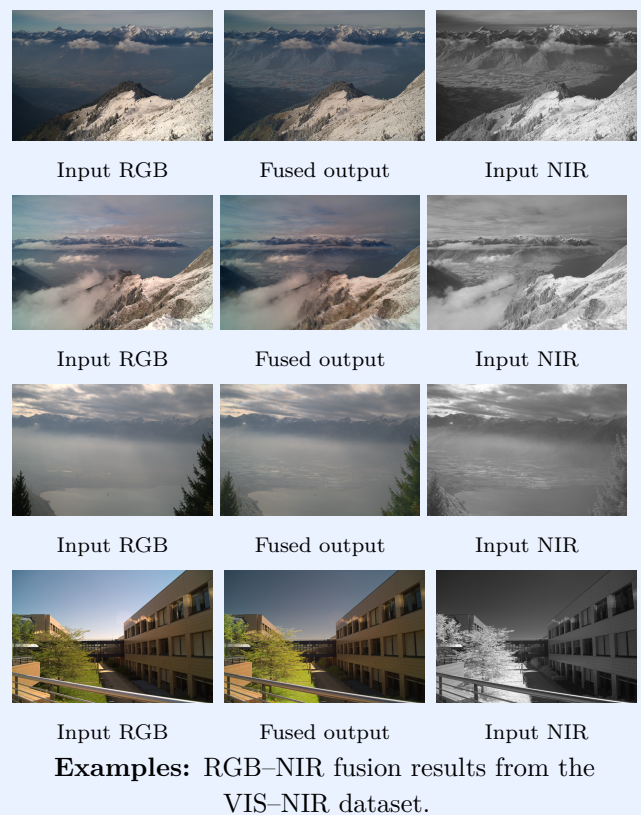 Input RGB Fused output Input NIR
Input RGB Fused output Input NIR
Input RGB Fused output Input NIR
Input RGB Fused output Input NIR
Examples: RGB–NIR fusion results from the
VIS–NIR dataset.